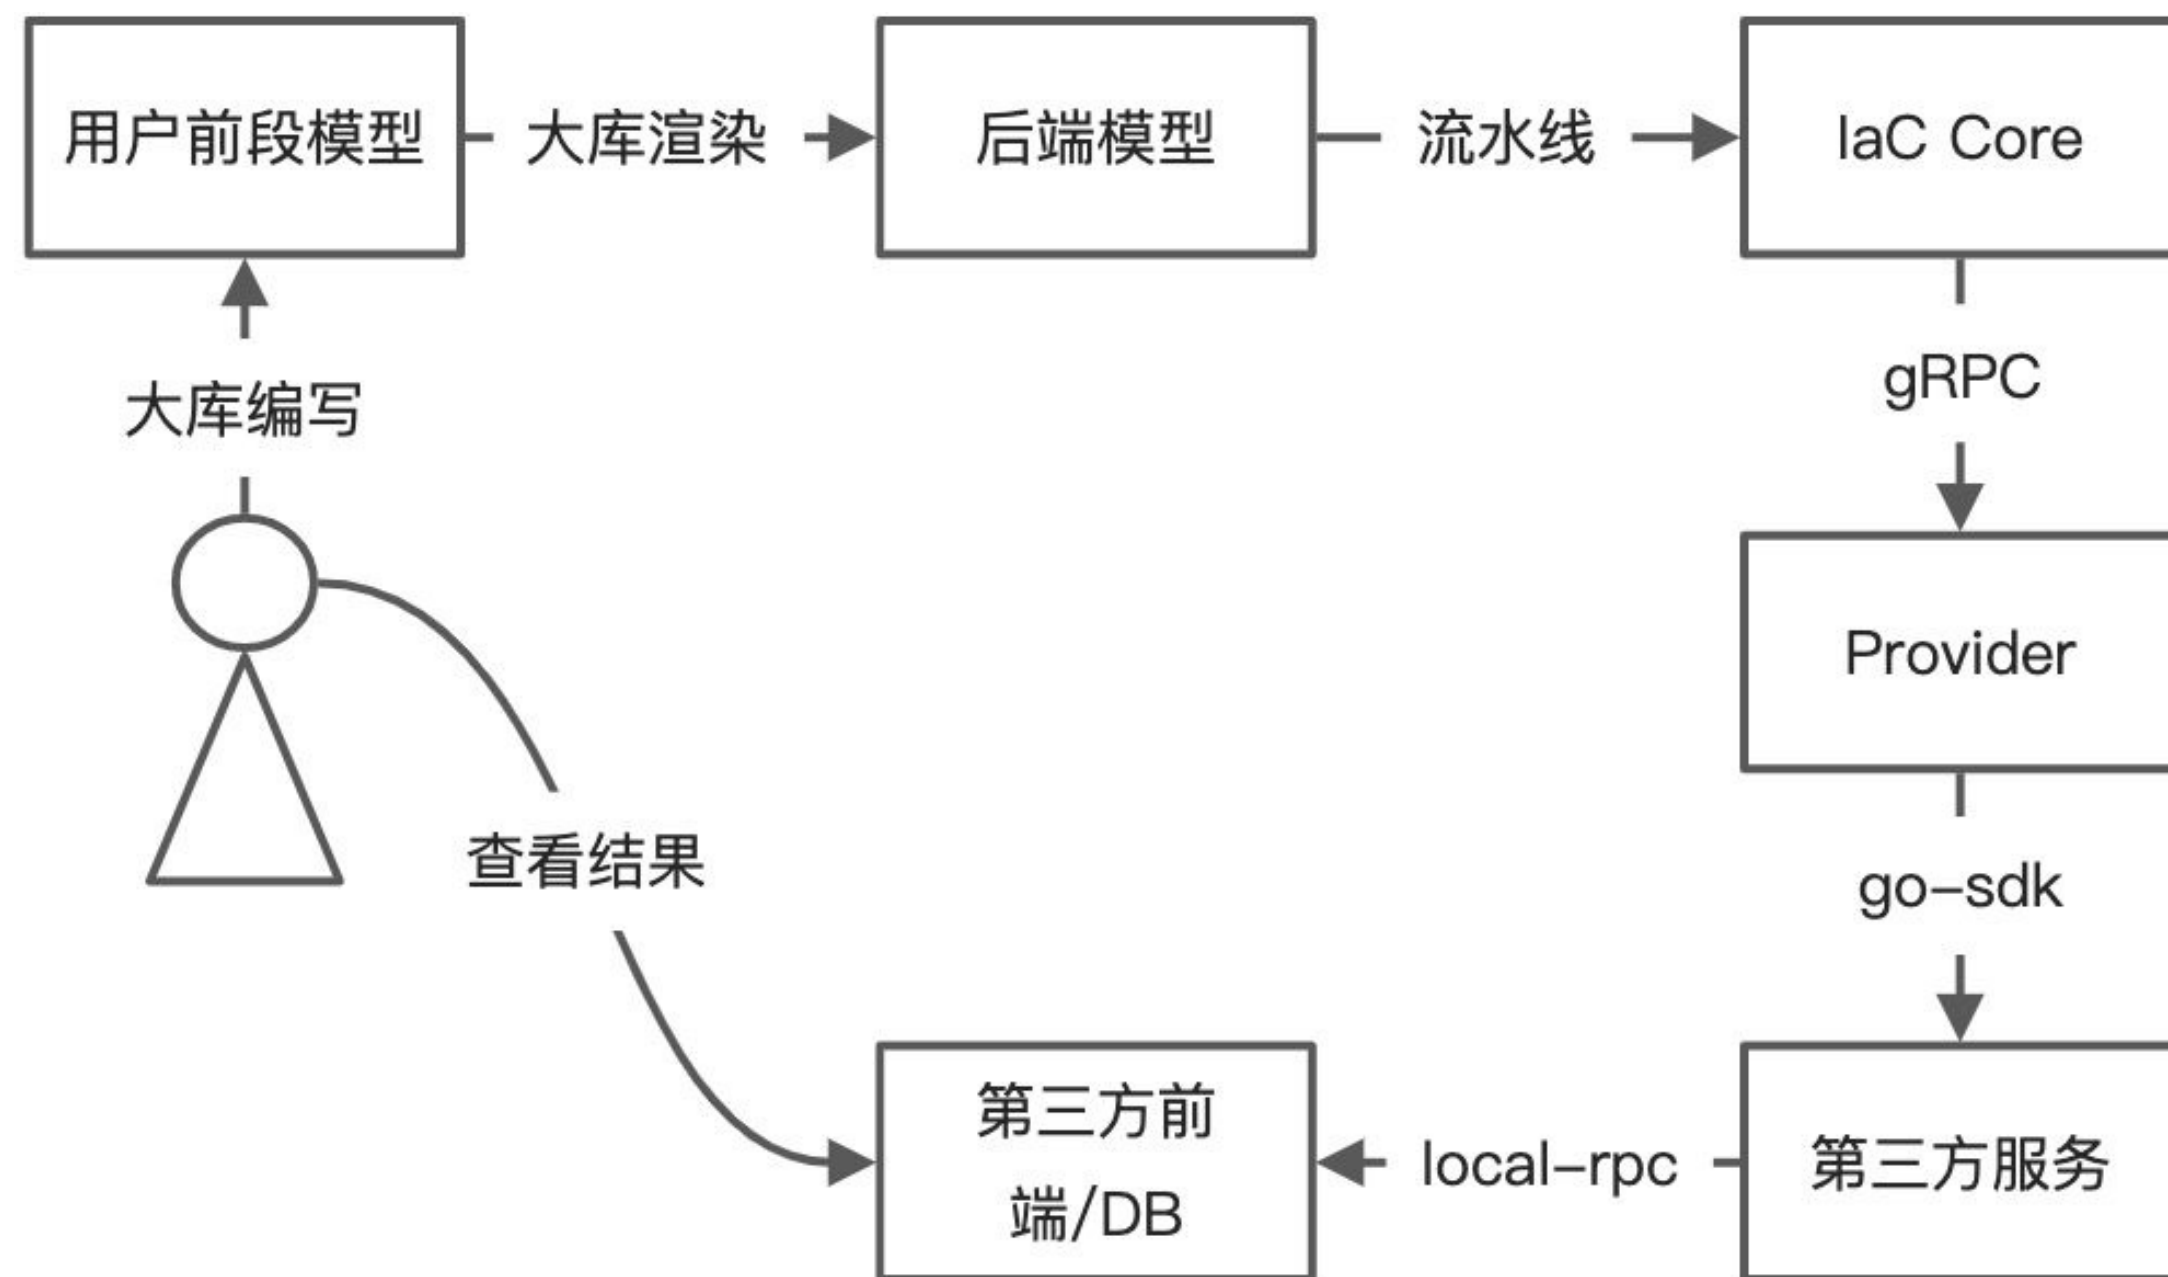 用户前段模型
大库渲染
后端模型
流水线
IaC Core
gRPC
大库编写
Provider
查看结果
go-sdk
第三方前
端/DB
local-rpc
第三方服务